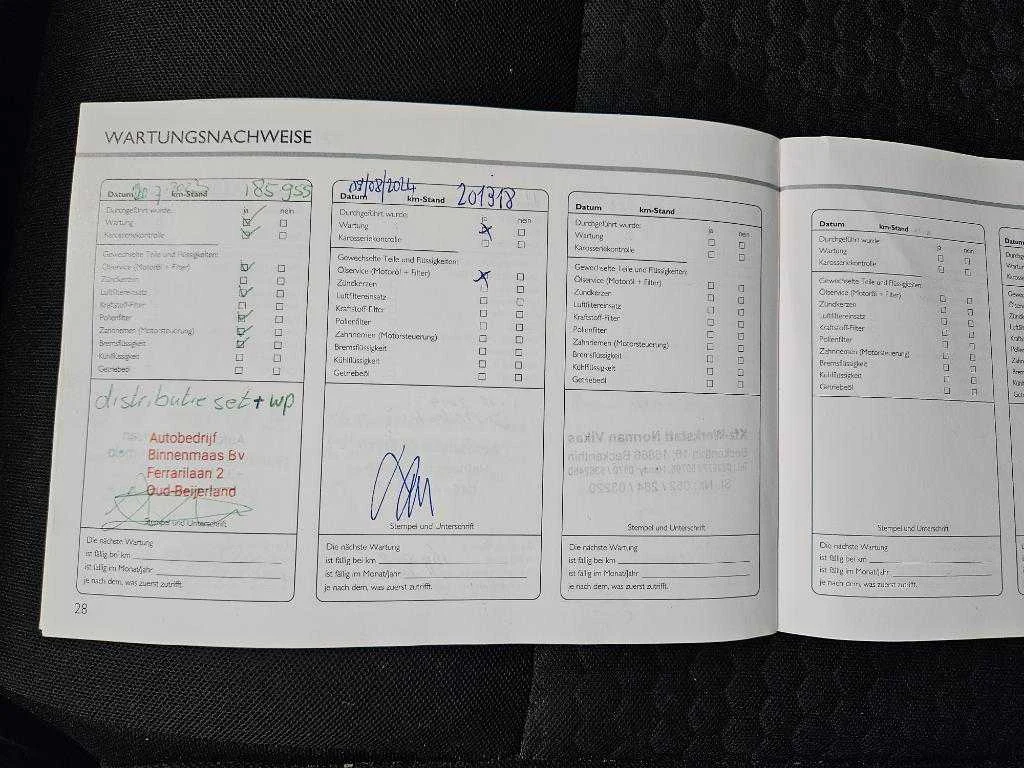 WARTUNGSNACHWEISE
Datum km-Stand 185955
Durchgeführt wurde: ja nein
Wartung
Karosseriekontrolle
Gewechselte Teile und Flüssigkeiten:
Ölservice (Motoröl + Filter)
Zündkerzen
Luftfiltereinsatz
Kraftstoff-Filter
Pollenfilter
Zahnriemen (Motorsteuerung)
Bremsflüssigkeit
Kühlflüssigkeit
Getriebeöl
distributie set + wp
Autobedrijf
Binnenmaas Bv
Ferrarilaan 2
Oud-Beijerland
Stempel und Unterschrift
Die nächste Wartung
ist fällig bei km
ist fällig im Monat/Jahr
je nach dem, was zuerst zutrifft.
28
Datum 09/08/2024 km-Stand 201318
Durchgeführt wurde: ja nein
Wartung
Karosseriekontrolle
Gewechselte Teile und Flüssigkeiten:
Ölservice (Motoröl + Filter)
Zündkerzen
Luftfiltereinsatz
Kraftstoff-Filter
Pollenfilter
Zahnriemen (Motorsteuerung)
Bremsflüssigkeit
Kühlflüssigkeit
Getriebeöl
Stempel und Unterschrift
Die nächste Wartung
ist fällig bei km
ist fällig im Monat/Jahr
je nach dem, was zuerst zutrifft.
Datum km-Stand
Durchgeführt wurde: ja nein
Wartung
Karosseriekontrolle
Gewechselte Teile und Flüssigkeiten:
Ölservice (Motoröl + Filter)
Zündkerzen
Luftfiltereinsatz
Kraftstoff-Filter
Pollenfilter
Zahnriemen (Motorsteuerung)
Bremsflüssigkeit
Kühlflüssigkeit
Getriebeöl
Stempel und Unterschrift
Die nächste Wartung
ist fällig bei km
ist fällig im Monat/Jahr
je nach dem, was zuerst zutrifft.
Datum km-Stand
Durchgeführt wurde: ja nein
Wartung
Karosseriekontrolle
Gewechselte Teile und Flüssigkeiten:
Ölservice (Motoröl + Filter)
Zündkerzen
Luftfiltereinsatz
Kraftstoff-Filter
Pollenfilter
Zahnriemen (Motorsteuerung)
Bremsflüssigkeit
Kühlflüssigkeit
Getriebeöl
Stempel und Unterschrift
Die nächste Wartung
ist fällig bei km
ist fällig im Monat/Jahr
je nach dem, was zuerst zutrifft.
Datum